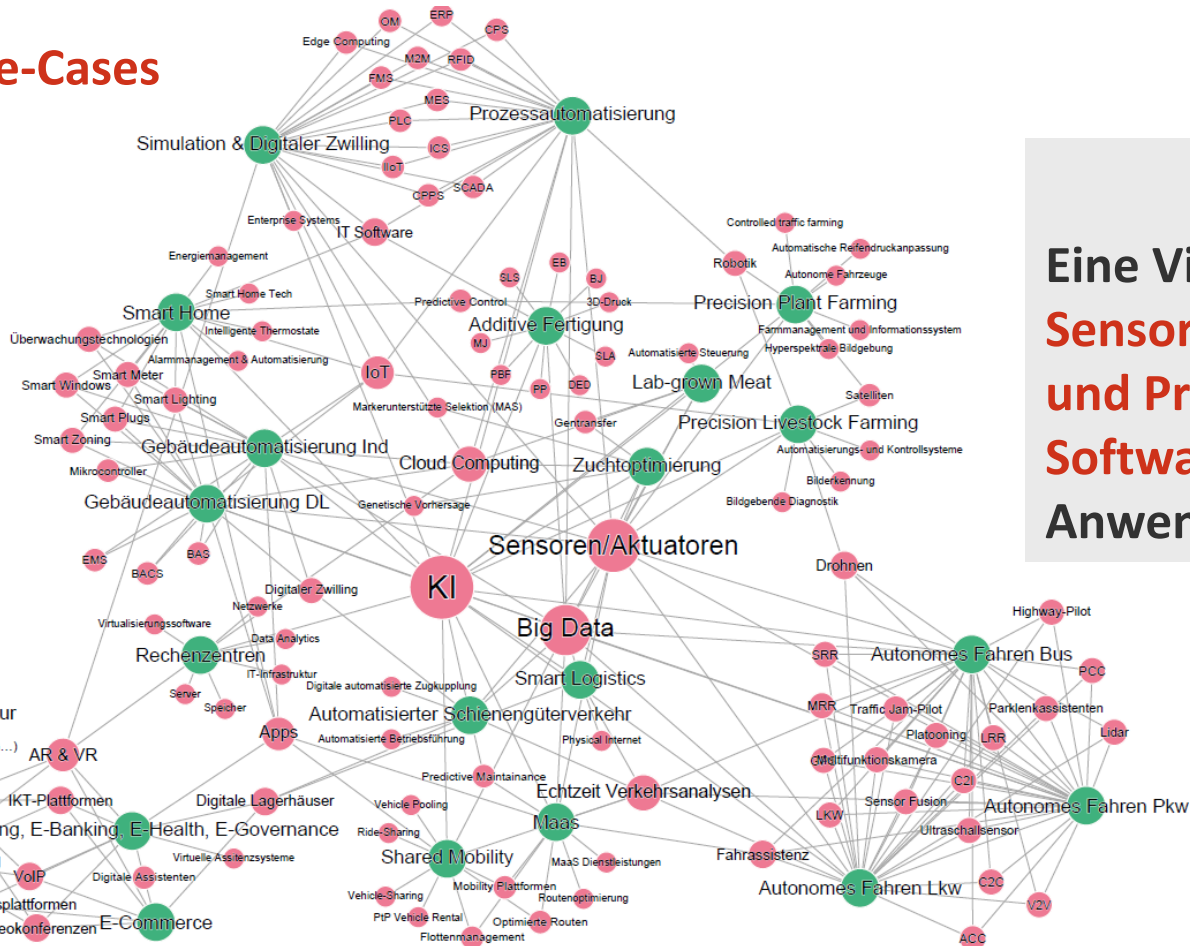 e-Cases
OM
ERP
CPS
Edge Computing
M2M
RFID
FMS
MES
PLC
Prozessautomatisierung
Simulation & Digitaler Zwilling
ICS
IIoT
CPPS
SCADA
Enterprise Systems
IT Software
Controlled traffic farming
Energiemanagement
Automatische Reifendruckanpassung
Robotik
EB
SLS
BJ
Autonome Fahrzeuge
Smart Home Tech
Predictive Control
3D-Druck
Precision Plant Farming
Smart Home
Additive Fertigung
Intelligente Thermostate
Farmmanagement und Informationssystem
Überwachungstechnologien
MJ
Hyperspektrale Bildgebung
Alarmmanagement & Automatisierung
SLA
Automatisierte Steuerung
Smart Meter
IoT
PBF
PP
DED
Lab-grown Meat
Smart Windows
Smart Lighting
Satelliten
Markerunterstützte Selektion (MAS)
Smart Plugs
Gentransfer
Precision Livestock Farming
Smart Zoning
Gebäudeautomatisierung Ind
Automatisierungs- und Kontrollsysteme
Cloud Computing
Zuchtoptimierung
Mikrocontroller
Bilderkennung
Gebäudeautomatisierung DL
Genetische Vorhersage
Bildgebende Diagnostik
Sensoren/Aktuatoren
EMS
BAS
BACS
Drohnen
KI
Digitaler Zwilling
Netzwerke
Highway-Pilot
Virtualisierungssoftware
Big Data
Data Analytics
Rechenzentren
SRR
Autonomes Fahren Bus
IT-Infrastruktur
PCC
Smart Logistics
Digitale automatisierte Zugkupplung
Server
Speicher
MRR
Traffic Jam-Pilot
Parklenkassistenten
ur
Automatisierter Schienengüterverkehr
Apps
Automatisierte Betriebsführung
Physical Internet
Platooning
LRR
Lidar
...)
AR & VR
Multifunktionskamera
Predictive Maintainance
C2I
Echtzeit Verkehrsanalysen
IKT-Plattformen
Digitale Lagerhäuser
Vehicle Pooling
Sensor Fusion
Autonomes Fahren Pkw
LKW
Maas
ng, E-Banking, E-Health, E-Governance
Ride-Sharing
Ultraschallsensor
Virtuelle Assitenzsysteme
Shared Mobility
Fahrassistenz
MaaS Dienstleistungen
VoIP
Digitale Assistenten
Mobility Plattformen
Autonomes Fahren Lkw
C2C
Vehicle-Sharing
Routenoptimierung
splattformen
V2V
PtP Vehicle Rental
Optimierte Routen
eokonferenzen
E-Commerce
Flottenmanagement
ACC
Eine Vi
Sensor
und Pr
Softwa
Anwen